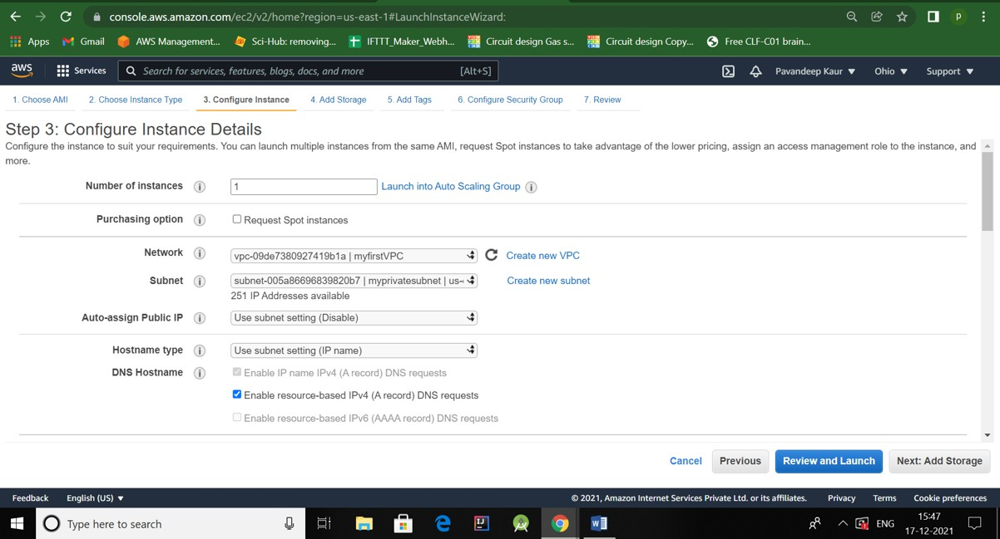 console.aws.amazon.com/ec2/v2/home?region=us-east-1#LaunchInstanceWizard:
p
Apps Gmail AWS Management... Sci-Hub: removing... IFTTT_Maker_Webh... Circuit design Gas s... Circuit design Copy... Free CLF-C01 brain...
aws Services Search for services, features, blogs, docs, and more [Alt+S] Pavandeep Kaur Ohio Support
1. Choose AMI 2. Choose Instance Type 3. Configure Instance 4. Add Storage 5. Add Tags 6. Configure Security Group 7. Review
Step 3: Configure Instance Details
Configure the instance to suit your requirements. You can launch multiple instances from the same AMI, request Spot instances to take advantage of the lower pricing, assign an access management role to the instance, and
more.
Number of instances 1 Launch into Auto Scaling Group
Purchasing option Request Spot instances
Network vpc-09de7380927419b1a | myfirstVPC Create new VPC
Subnet subnet-005a86696839820b7 | myprivatesubnet | us- Create new subnet
251 IP Addresses available
Auto-assign Public IP Use subnet setting (Disable)
Hostname type Use subnet setting (IP name)
DNS Hostname Enable IP name IPv4 (A record) DNS requests
Enable resource-based IPv4 (A record) DNS requests
Enable resource-based IPv6 (AAAA record) DNS requests
Cancel Previous Review and Launch Next: Add Storage
Feedback English (US) © 2021, Amazon Internet Services Private Ltd. or its affiliates. Privacy Terms Cookie preferences
Type here to search ENG 15:47
17-12-2021